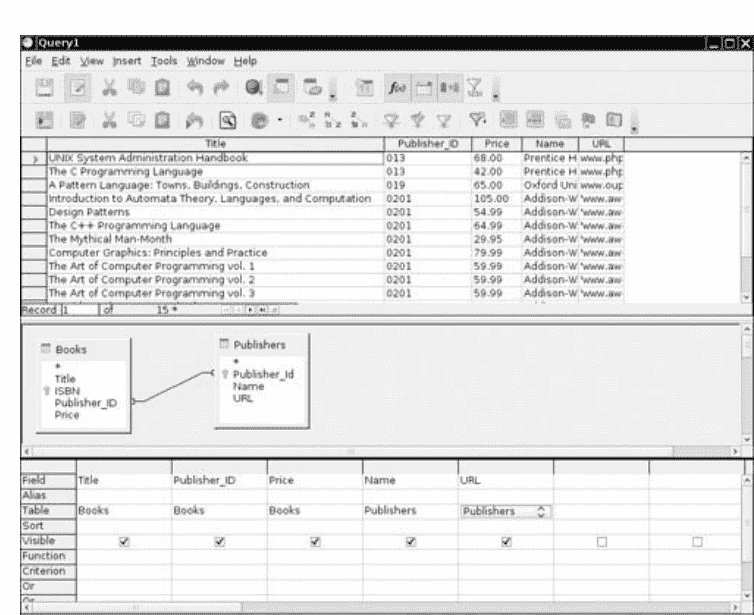 Query1
File Edit View Insert Tools Window Help
Title Publisher_ID Price Name URL
UNIX System Administration Handbook 013 68.00 Prentice H www.php
The C Programming Language 013 42.00 Prentice H www.php
A Pattern Language: Towns, Buildings, Construction 019 65.00 Oxford Uni www.oup
Introduction to Automata Theory, Languages, and Computation 0201 105.00 Addison-W www.aw
Design Patterns 0201 54.99 Addison-W www.aw
The C++ Programming Language 0201 64.99 Addison-W www.aw
The Mythical Man-Month 0201 29.95 Addison-W www.aw
Computer Graphics: Principles and Practice 0201 79.99 Addison-W www.aw
The Art of Computer Programming vol. 1 0201 59.99 Addison-W www.aw
The Art of Computer Programming vol. 2 0201 59.99 Addison-W www.aw
The Art of Computer Programming vol. 3 0201 59.99 Addison-W www.aw
Record 1 of 15 *
Books
*
Title
ISBN
Publisher_ID
Price
Publishers
*
Publisher_Id
Name
URL
Field Title Publisher_ID Price Name URL
Alias
Table Books Books Books Publishers Publishers
Sort
Visible
Function
Criterion
Or
Or